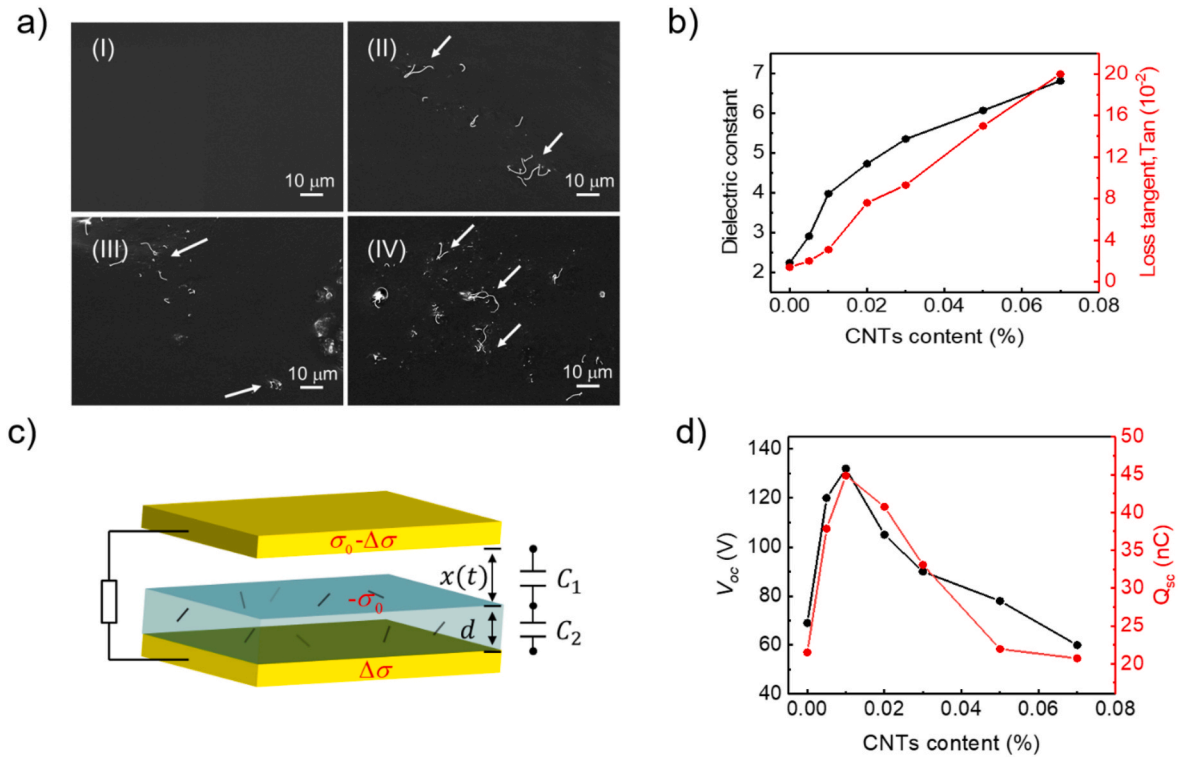 a)
(I)
10 μm
(II)
10 μm
(III)
10 μm
(IV)
10 μm
b)
Dielectric constant
7
6
5
4
3
2
0.00 0.02 0.04 0.06 0.08
CNTs content (%)
20
16
12
8
4
0
Loss tangent,Tan (10⁻²)
c)
σ₀-Δσ
x(t)
C₁
-σ₀
d
C₂
Δσ
d)
Voc (V)
140
120
100
80
60
40
0.00 0.02 0.04 0.06 0.08
CNTs content (%)
50
45
40
35
30
25
20
Qsc (nC)